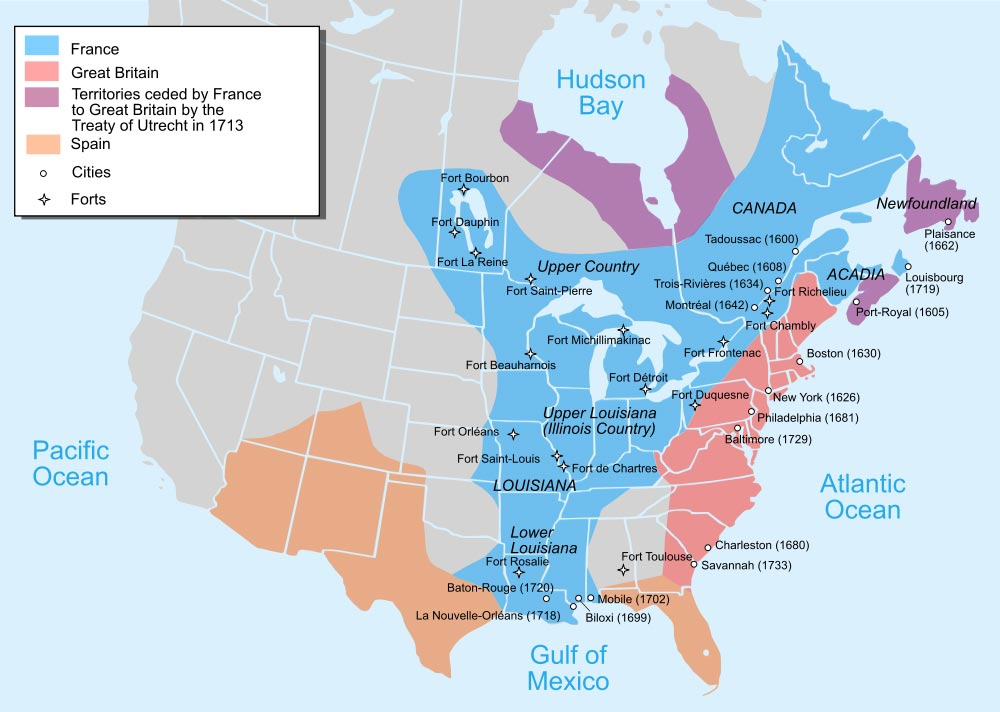 France
Great Britain
Territories ceded by France
to Great Britain by the
Treaty of Utrecht in 1713
Spain
Cities
Forts
Hudson
Bay
Fort Bourbon
Fort Dauphin
Fort La Reine
Upper Country
Fort Saint-Pierre
CANADA
Newfoundland
Plaisance
(1662)
Tadoussac (1600)
Québec (1608)
ACADIA
Louisbourg
(1719)
Trois-Rivières (1634)
Fort Richelieu
Montréal (1642)
Port-Royal (1605)
Fort Chambly
Fort Michillimakinac
Fort Frontenac
Boston (1630)
Fort Beauharnois
Fort Détroit
Fort Duquesne
New York (1626)
Upper Louisiana
(Illinois Country)
Philadelphia (1681)
Fort Orléans
Baltimore (1729)
Pacific
Ocean
Fort Saint-Louis
Fort de Chartres
LOUISIANA
Atlantic
Ocean
Lower
Louisiana
Charleston (1680)
Fort Rosalie
Fort Toulouse
Savannah (1733)
Baton-Rouge (1720)
Mobile (1702)
La Nouvelle-Orléans (1718)
Biloxi (1699)
Gulf of
Mexico